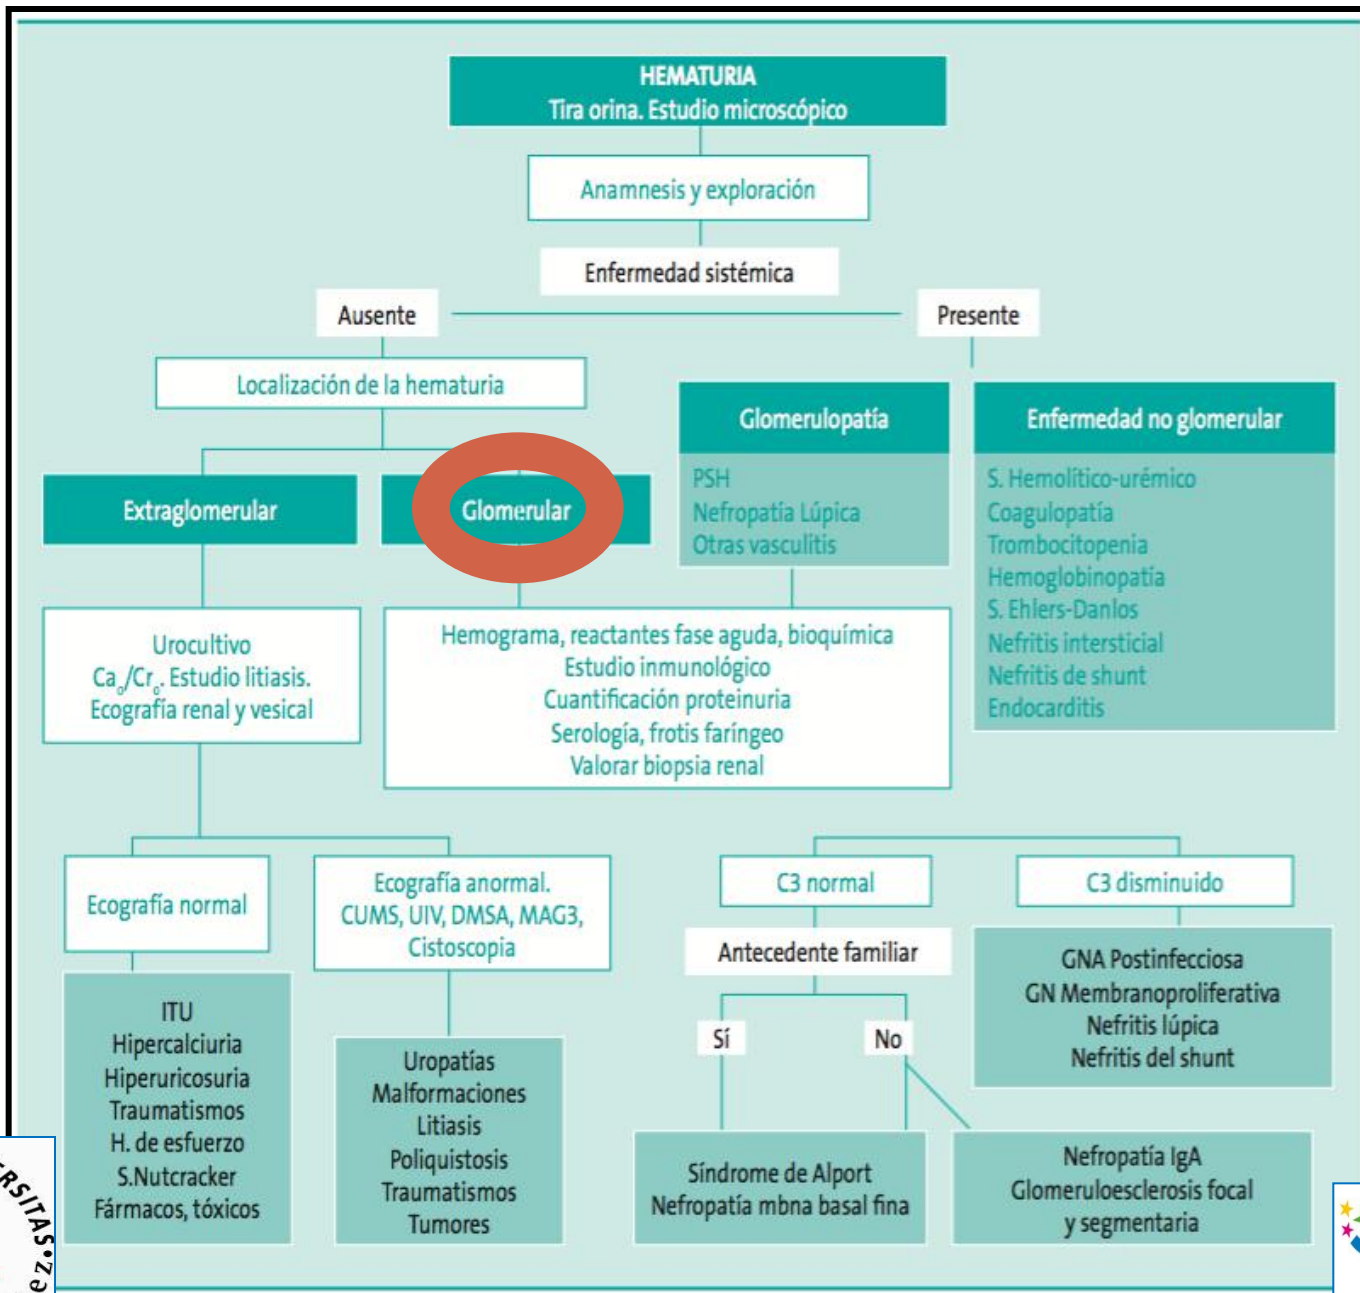 HEMATURIA
Tira orina. Estudio microscópico
Anamnesis y exploración
Enfermedad sistémica
Ausente
Presente
Localización de la hematuria
Extraglomerular
Glomerular
Glomerulopatía
PSH
Nefropatía Lúpica
Otras vasculitis
Enfermedad no glomerular
S. Hemolítico-urémico
Coagulopatía
Trombocitopenia
Hemoglobinopatía
S. Ehlers-Danlos
Nefritis intersticial
Nefritis de shunt
Endocarditis
Urocultivo
Caₒ/Crₒ. Estudio litiasis.
Ecografía renal y vesical
Hemograma, reactantes fase aguda, bioquímica
Estudio inmunológico
Cuantificación proteinuria
Serología, frotis faríngeo
Valorar biopsia renal
Ecografía normal
Ecografía anormal.
CUMS, UIV, DMSA, MAG3,
Cistoscopia
C3 normal
C3 disminuido
Antecedente familiar
Sí
No
ITU
Hipercalciuria
Hiperuricosuria
Traumatismos
H. de esfuerzo
S.Nutcracker
Fármacos, tóxicos
Uropatías
Malformaciones
Litiasis
Poliquistosis
Traumatismos
Tumores
Síndrome de Alport
Nefropatía mbna basal fina
Nefropatía IgA
Glomeruloesclerosis focal
y segmentaria
GNA Postinfecciosa
GN Membranoproliferativa
Nefritis lúpica
Nefritis del shunt
ERSITAS•